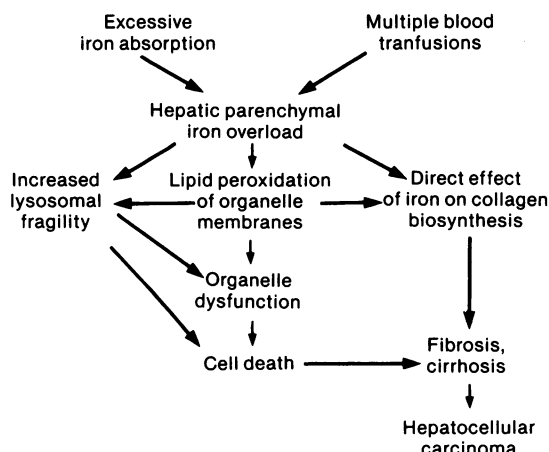 Excessive
iron absorption
Multiple blood
tranfusions
Hepatic parenchymal
iron overload
Increased
lysosomal
fragility
Lipid peroxidation
of organelle
membranes
Direct effect
of iron on collagen
biosynthesis
Organelle
dysfunction
Cell death
Fibrosis,
cirrhosis
Hepatocellular
carcinoma